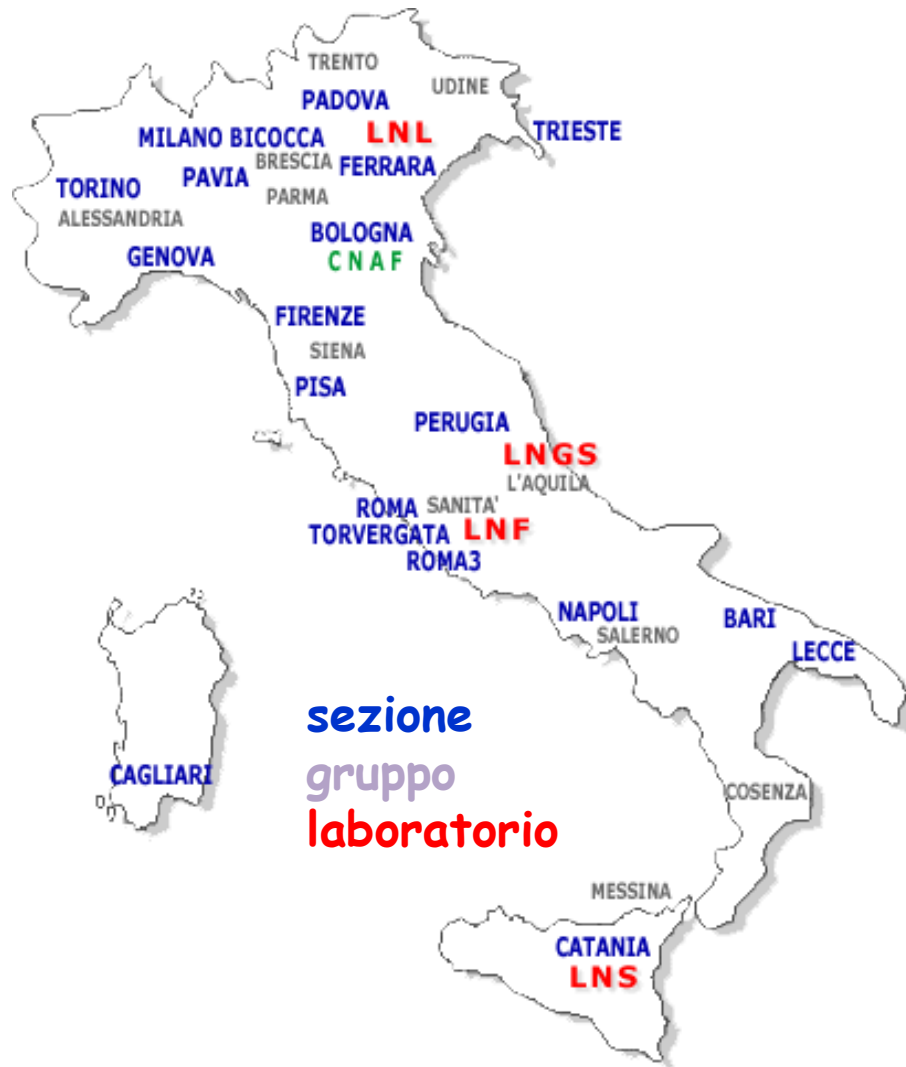 TRENTO
UDINE
PADOVA
MILANO BICOCCA
LNL
TRIESTE
BRESCIA
FERRARA
PAVIA
TORINO
PARMA
ALESSANDRIA
BOLOGNA
GENOVA
CNAF
FIRENZE
SIENA
PISA
PERUGIA
LNGS
L'AQUILA
ROMA
SANITA'
TORVERGATA
LNF
ROMA3
NAPOLI
BARI
SALERNO
LECCE
sezione
CAGLIARI
gruppo
COSENZA
laboratorio
MESSINA
CATANIA
LNS